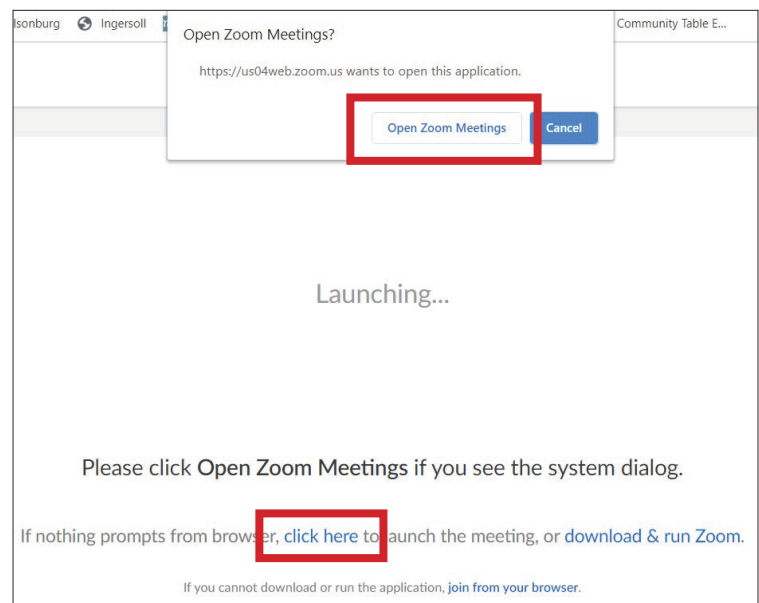 lsonburg Ingersoll Community Table E...
Open Zoom Meetings?
https://us04web.zoom.us wants to open this application.
Open Zoom Meetings Cancel
Launching...
Please click Open Zoom Meetings if you see the system dialog.
If nothing prompts from browser, click here to launch the meeting, or download & run Zoom.
If you cannot download or run the application, join from your browser.